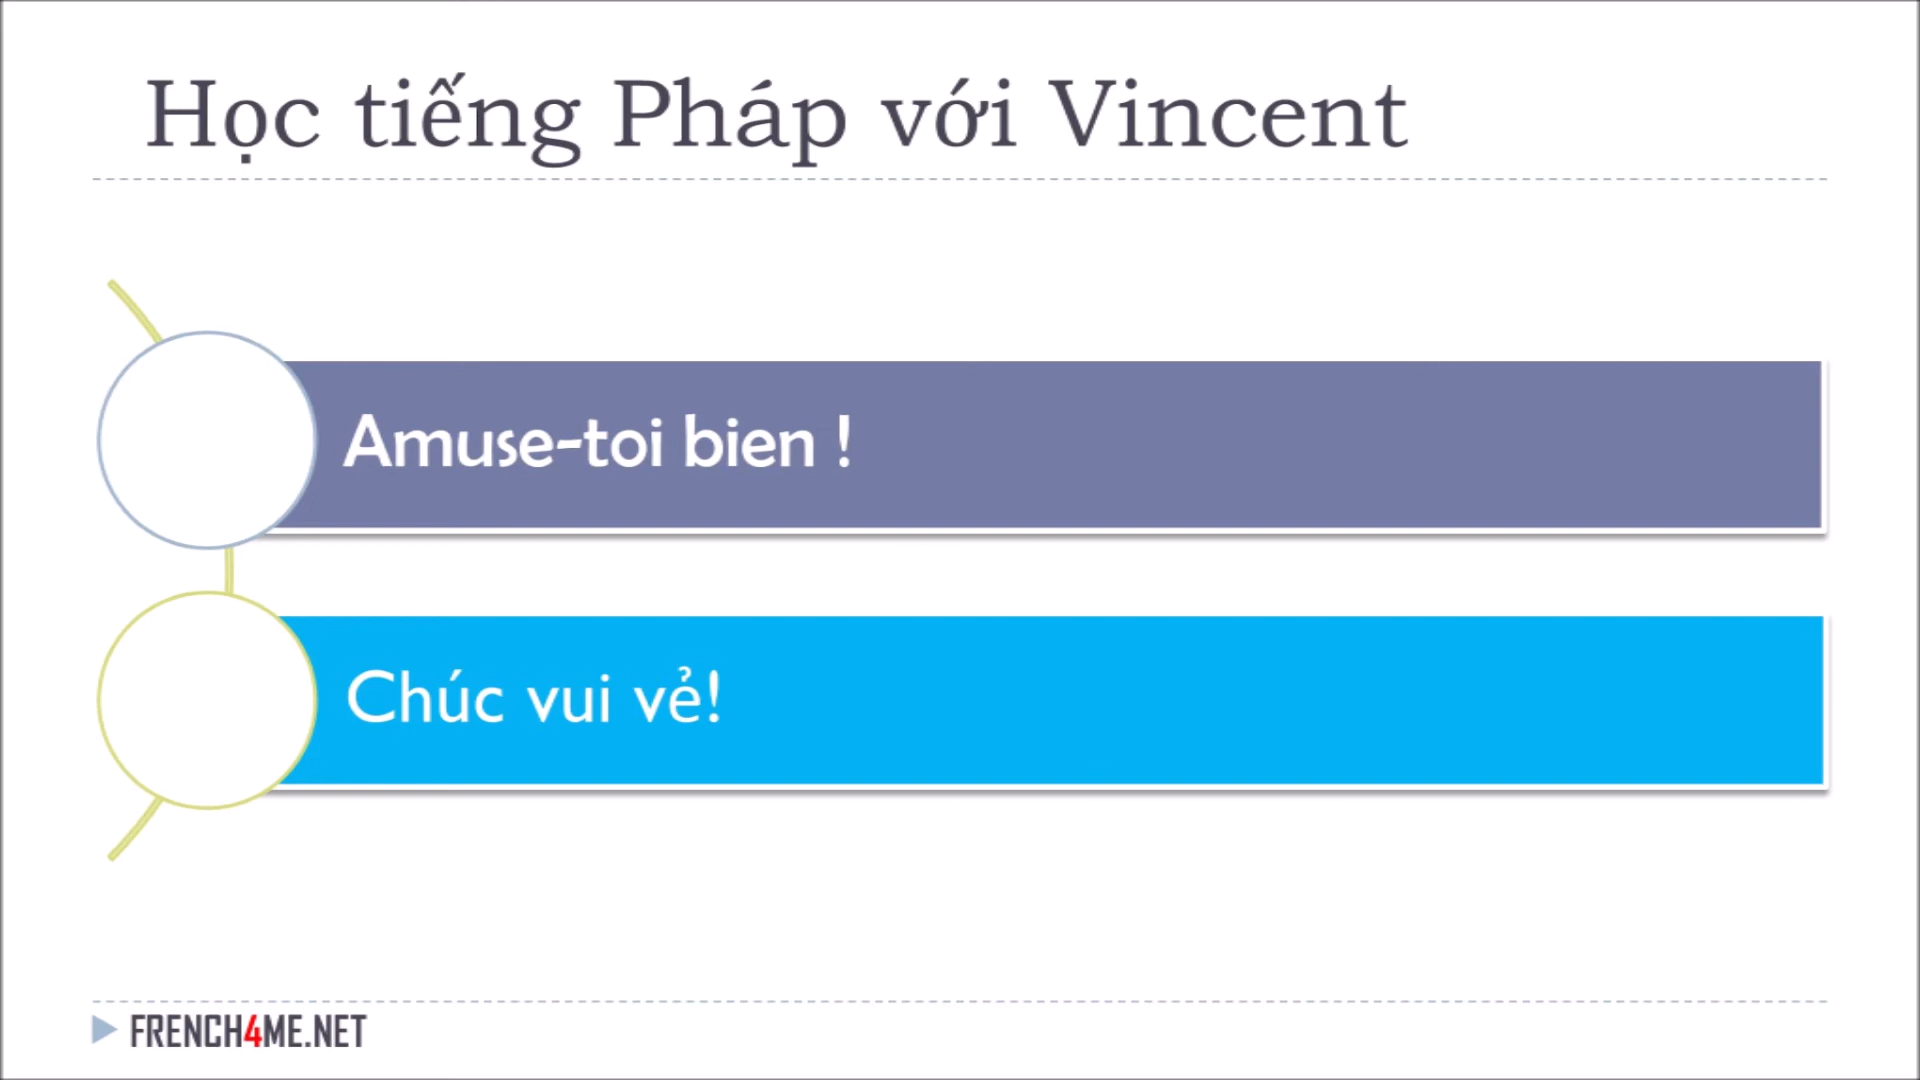 Học tiếng Pháp với Vincent
Amuse-toi bien !
Chúc vui vẻ!
FRENCH4ME.NET